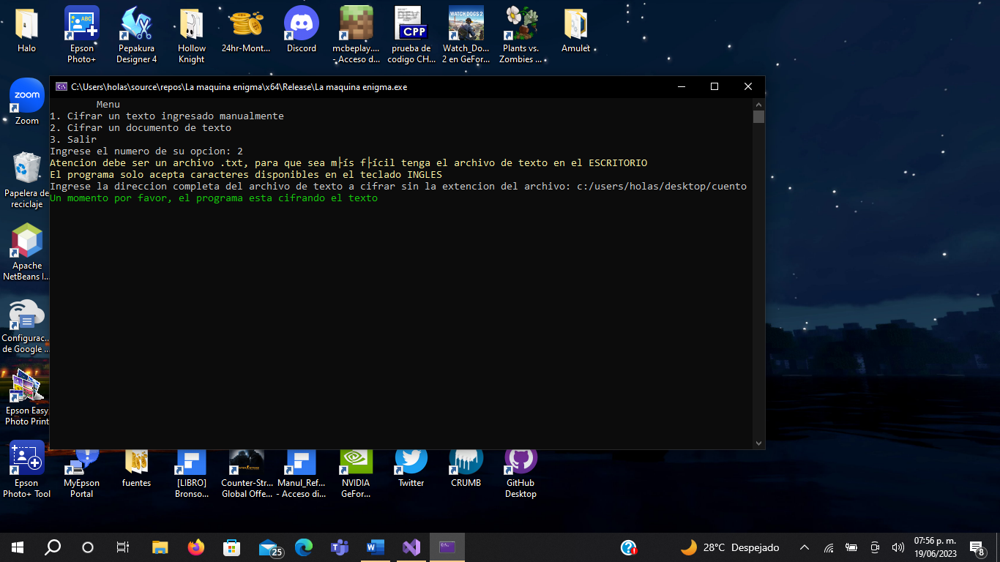 Halo
Epson
Photo+
Pepakura
Designer 4
Hollow
Knight
24hr-Mont...
Discord
mcbeplay....
- Acceso d...
prueba de
codigo CH...
Watch_Do...
2 en GeFor...
Plants vs.
Zombies ...
Amulet
CPP
WATCH DOGS 2
zoom
Zoom
Papelera de
reciclaje
Apache
NetBeans I...
Configurac...
de Google ...
Epson Easy
Photo Print
C:\Users\holas\source\repos\La maquina enigma\x64\Release\La maquina enigma.exe
Menu
1. Cifrar un texto ingresado manualmente
2. Cifrar un documento de texto
3. Salir
Ingrese el numero de su opcion: 2
Atencion debe ser un archivo .txt, para que sea m├ís f├ícil tenga el archivo de texto en el ESCRITORIO
El programa solo acepta caracteres disponibles en el teclado INGLES
Ingrese la direccion completa del archivo de texto a cifrar sin la extencion del archivo: c:/users/holas/desktop/cuento
Un momento por favor, el programa esta cifrando el texto
Epson
Photo+ Tool
MyEpson
Portal
fuentes
[LIBRO]
Bronso...
Counter-Str...
Global Offe...
Manul_Ref...
- Acceso di...
NVIDIA
GeFor...
Twitter
CRUMB
GitHub
Desktop
25
28°C Despejado
07:56 p. m.
19/06/2023
8